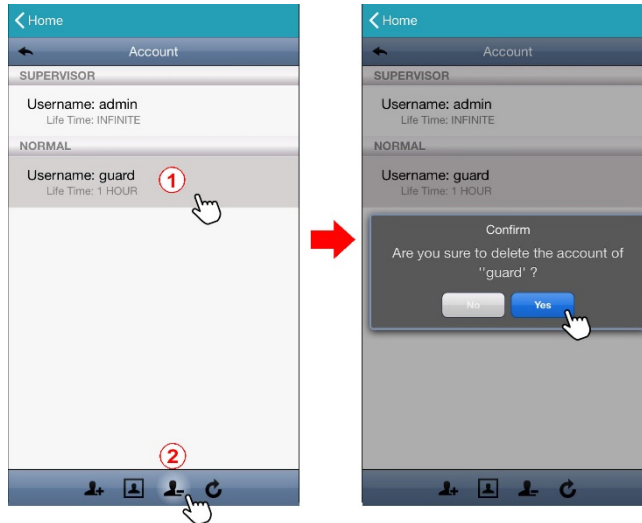 Home
Account
SUPERVISOR
Username: admin
Life Time: INFINITE
NORMAL
Username: guard
Life Time: 1 HOUR
1
2
Home
Account
SUPERVISOR
Username: admin
Life Time: INFINITE
NORMAL
Username: guard
Life Time: 1 HOUR
Confirm
Are you sure to delete the account of
''guard' ?
No Yes